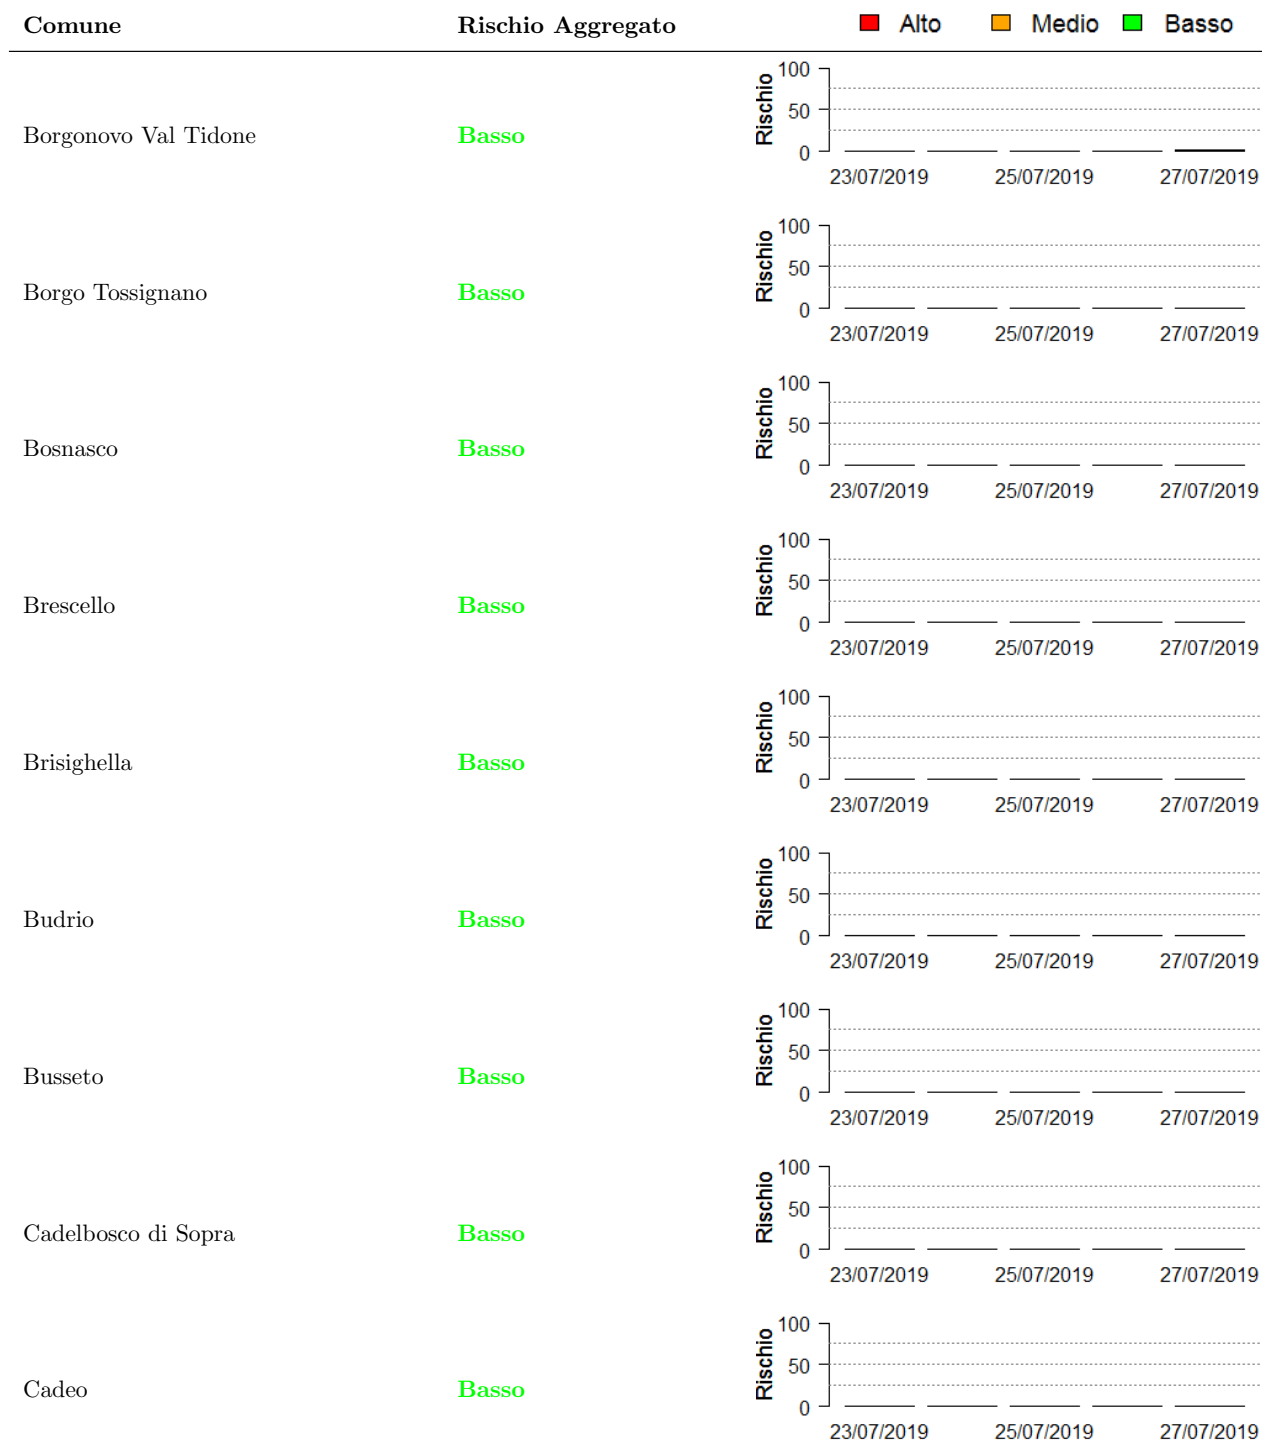 Comune Rischio Aggregato Alto Medio Basso
100
50
0
Rischio
Borgonovo Val Tidone Basso
23/07/2019 25/07/2019 27/07/2019
100
50
0
Rischio
Borgo Tossignano Basso
23/07/2019 25/07/2019 27/07/2019
100
50
0
Rischio
Bosnasco Basso
23/07/2019 25/07/2019 27/07/2019
100
50
0
Rischio
Brescello Basso
23/07/2019 25/07/2019 27/07/2019
100
50
0
Rischio
Brisighella Basso
23/07/2019 25/07/2019 27/07/2019
100
50
0
Rischio
Budrio Basso
23/07/2019 25/07/2019 27/07/2019
100
50
0
Rischio
Busseto Basso
23/07/2019 25/07/2019 27/07/2019
100
50
0
Rischio
Cadelbosco di Sopra Basso
23/07/2019 25/07/2019 27/07/2019
100
50
0
Rischio
Cadeo Basso
23/07/2019 25/07/2019 27/07/2019